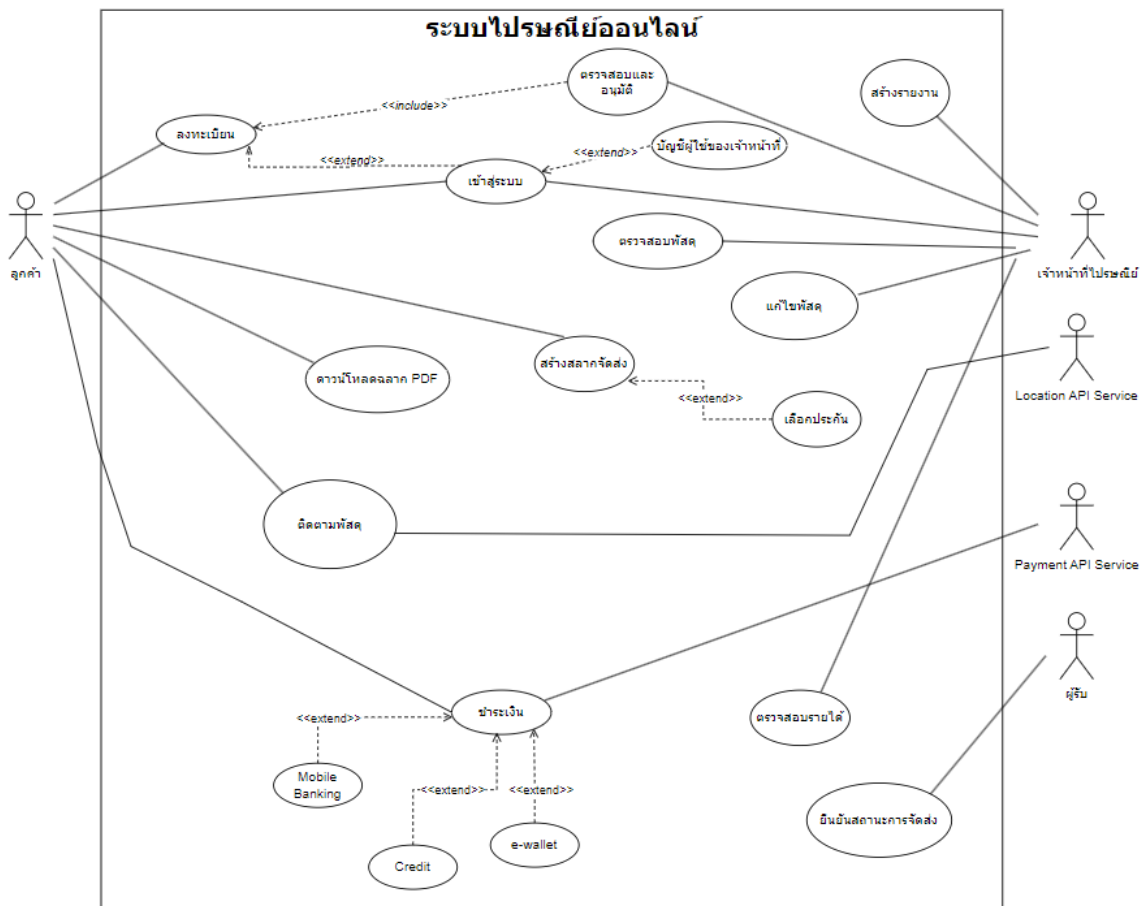 ระบบไปรษณีย์ออนไลน์
ตรวจสอบและ
อนุมัติ
สร้างรายงาน
<<include>>
ลงทะเบียน
<<extend>>
<<extend>>
บัญชีผู้ใช้ของเจ้าหน้าที่
เข้าสู่ระบบ
ตรวจสอบพัสดุ
ลูกค้า
เจ้าหน้าที่ไปรษณีย์
แก้ไขพัสดุ
สร้างสลากจัดส่ง
ดาวน์โหลดฉลาก PDF
<<extend>>
Location API Service
เลือกประกัน
ติดตามพัสดุ
Payment API Service
ผู้รับ
ชำระเงิน
<<extend>>
ตรวจสอบรายได้
Mobile
Banking
<<extend>>
<<extend>>
ยืนยันสถานะการจัดส่ง
e-wallet
Credit